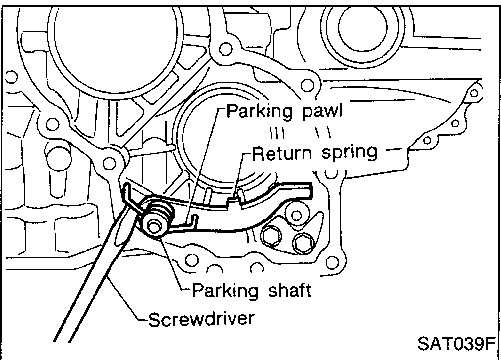 Parking pawl
Return spring
Parking shaft
Screwdriver
SAT039F